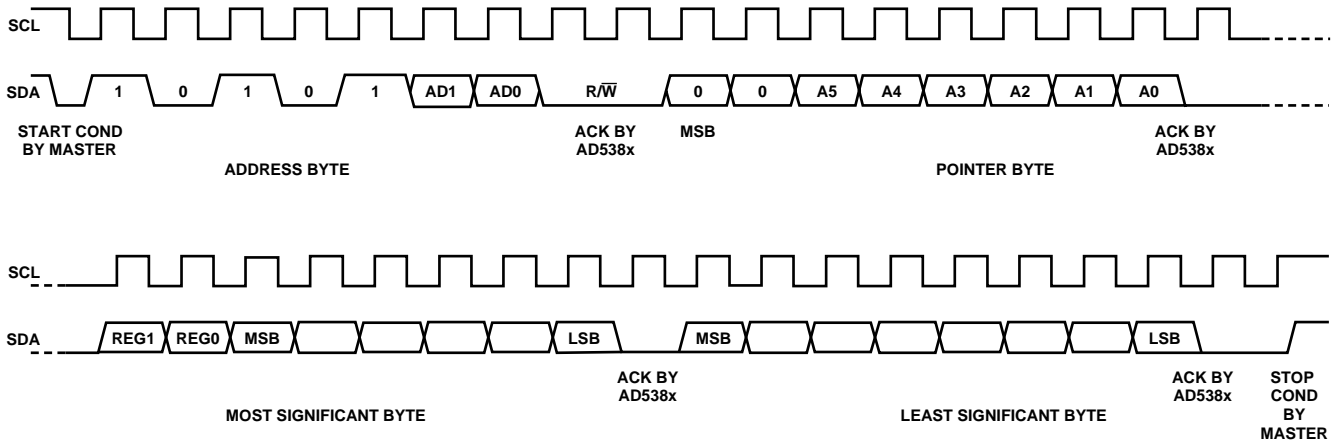 SCL
SDA 1 0 1 0 1 AD1 AD0 R/W̅ 0 0 A5 A4 A3 A2 A1 A0
START COND
BY MASTER
ACK BY
AD538x
MSB
ACK BY
AD538x
ADDRESS BYTE
POINTER BYTE
SCL
SDA REG1 REG0 MSB LSB MSB LSB
ACK BY
AD538x
ACK BY
AD538x
STOP
COND
BY
MASTER
MOST SIGNIFICANT BYTE
LEAST SIGNIFICANT BYTE